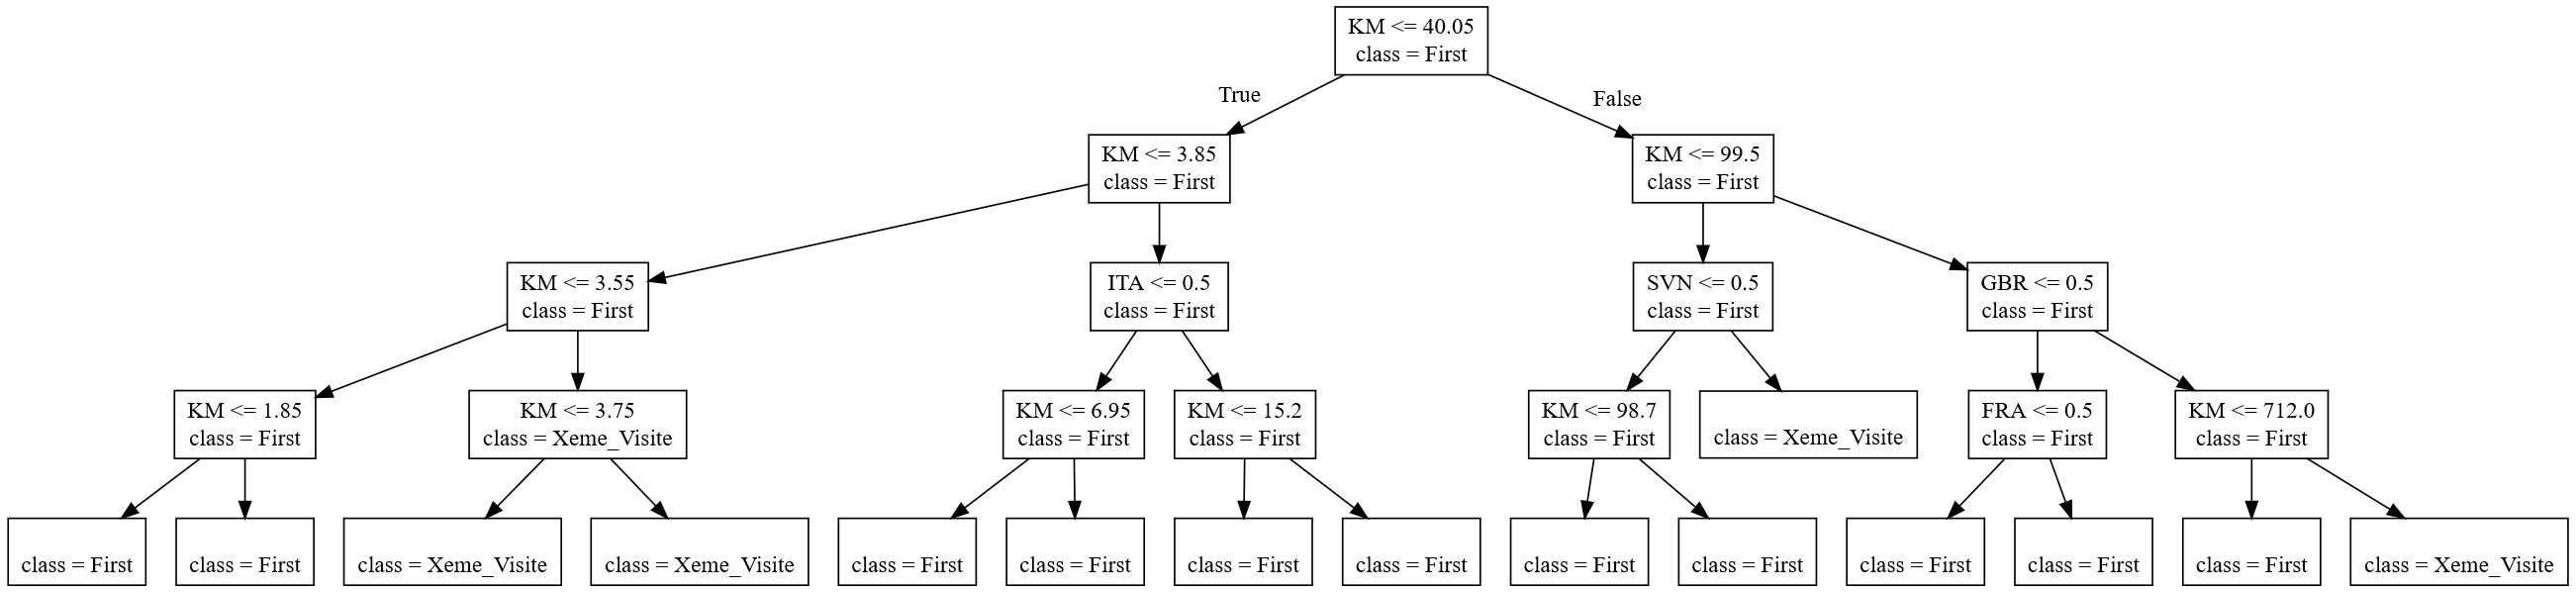 KM <= 40.05
class = First
True
False
KM <= 3.85
class = First
KM <= 99.5
class = First
KM <= 3.55
class = First
ITA <= 0.5
class = First
SVN <= 0.5
class = First
GBR <= 0.5
class = First
KM <= 1.85
class = First
KM <= 3.75
class = Xeme_Visite
KM <= 6.95
class = First
KM <= 15.2
class = First
KM <= 98.7
class = First
class = Xeme_Visite
FRA <= 0.5
class = First
KM <= 712.0
class = First
class = First
class = First
class = Xeme_Visite
class = Xeme_Visite
class = First
class = First
class = First
class = First
class = First
class = First
class = First
class = First
class = First
class = Xeme_Visite